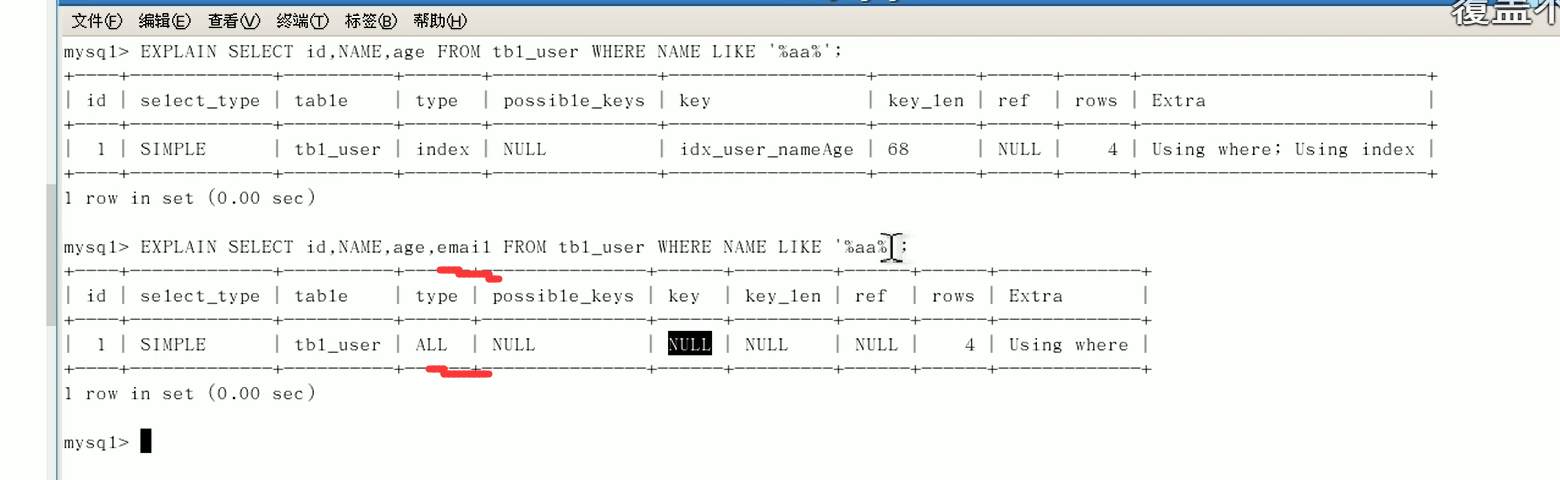 文件(F) 编辑(E) 查看(V) 终端(T) 标签(B) 帮助(H)
覆盖
mysql> EXPLAIN SELECT id,NAME,age FROM tbl_user WHERE NAME LIKE '%aa%';
+----+-------------+----------+-------+---------------+------------------+---------+------+------+--------------------------+
| id | select_type | table | type | possible_keys | key | key_len | ref | rows | Extra |
+----+-------------+----------+-------+---------------+------------------+---------+------+------+--------------------------+
| 1 | SIMPLE | tbl_user | index | NULL | idx_user_nameAge | 68 | NULL | 4 | Using where; Using index |
+----+-------------+----------+-------+---------------+------------------+---------+------+------+--------------------------+
1 row in set (0.00 sec)
mysql> EXPLAIN SELECT id,NAME,age,email FROM tbl_user WHERE NAME LIKE '%aa%';
+----+-------------+----------+------+---------------+------+---------+------+------+-------------+
| id | select_type | table | type | possible_keys | key | key_len | ref | rows | Extra |
+----+-------------+----------+------+---------------+------+---------+------+------+-------------+
| 1 | SIMPLE | tbl_user | ALL | NULL | NULL | NULL | NULL | 4 | Using where |
+----+-------------+----------+------+---------------+------+---------+------+------+-------------+
1 row in set (0.00 sec)
mysql>